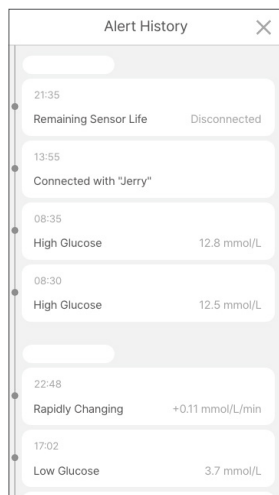 Alert History
21:35
Remaining Sensor Life Disconnected
13:55
Connected with "Jerry"
08:35
High Glucose 12.8 mmol/L
08:30
High Glucose 12.5 mmol/L
22:48
Rapidly Changing +0.11 mmol/L/min
17:02
Low Glucose 3.7 mmol/L